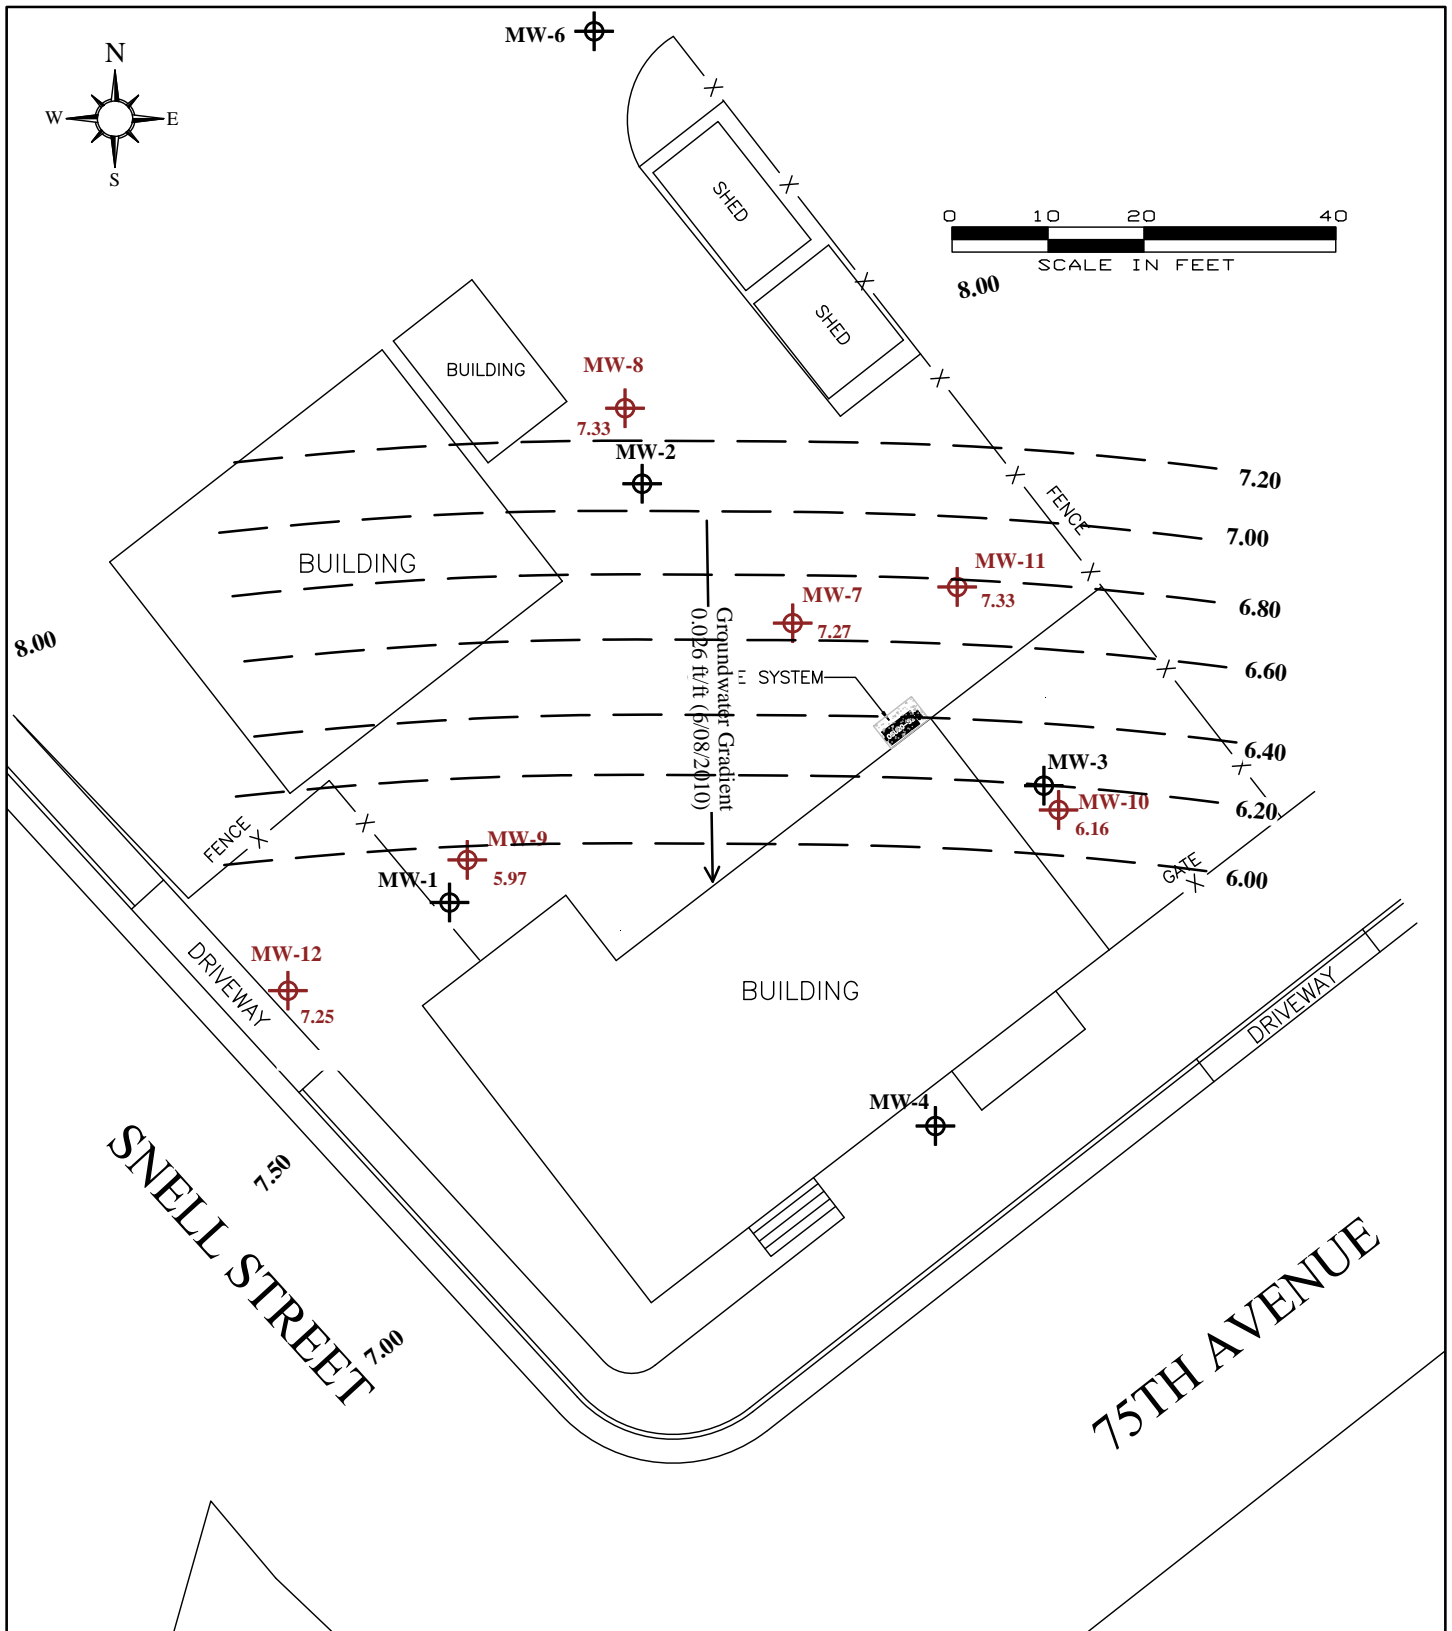 MW-6
N
W
E
S
0 10 20 40
SCALE IN FEET
8.00
SHED
SHED
BUILDING
MW-8
7.33
MW-2
7.20
FENCE
7.00
BUILDING
MW-11
7.33
MW-7
7.27
6.80
8.00
6.60
Groundwater Gradient
0.026 ft/ft (6/08/2010)
E SYSTEM
6.40
MW-3
MW-10
6.16
6.20
FENCE
MW-9
5.97
MW-1
GATE
6.00
MW-12
7.25
DRIVEWAY
BUILDING
DRIVEWAY
MW-4
7.50
SNELL STREET
7.00
75TH AVENUE